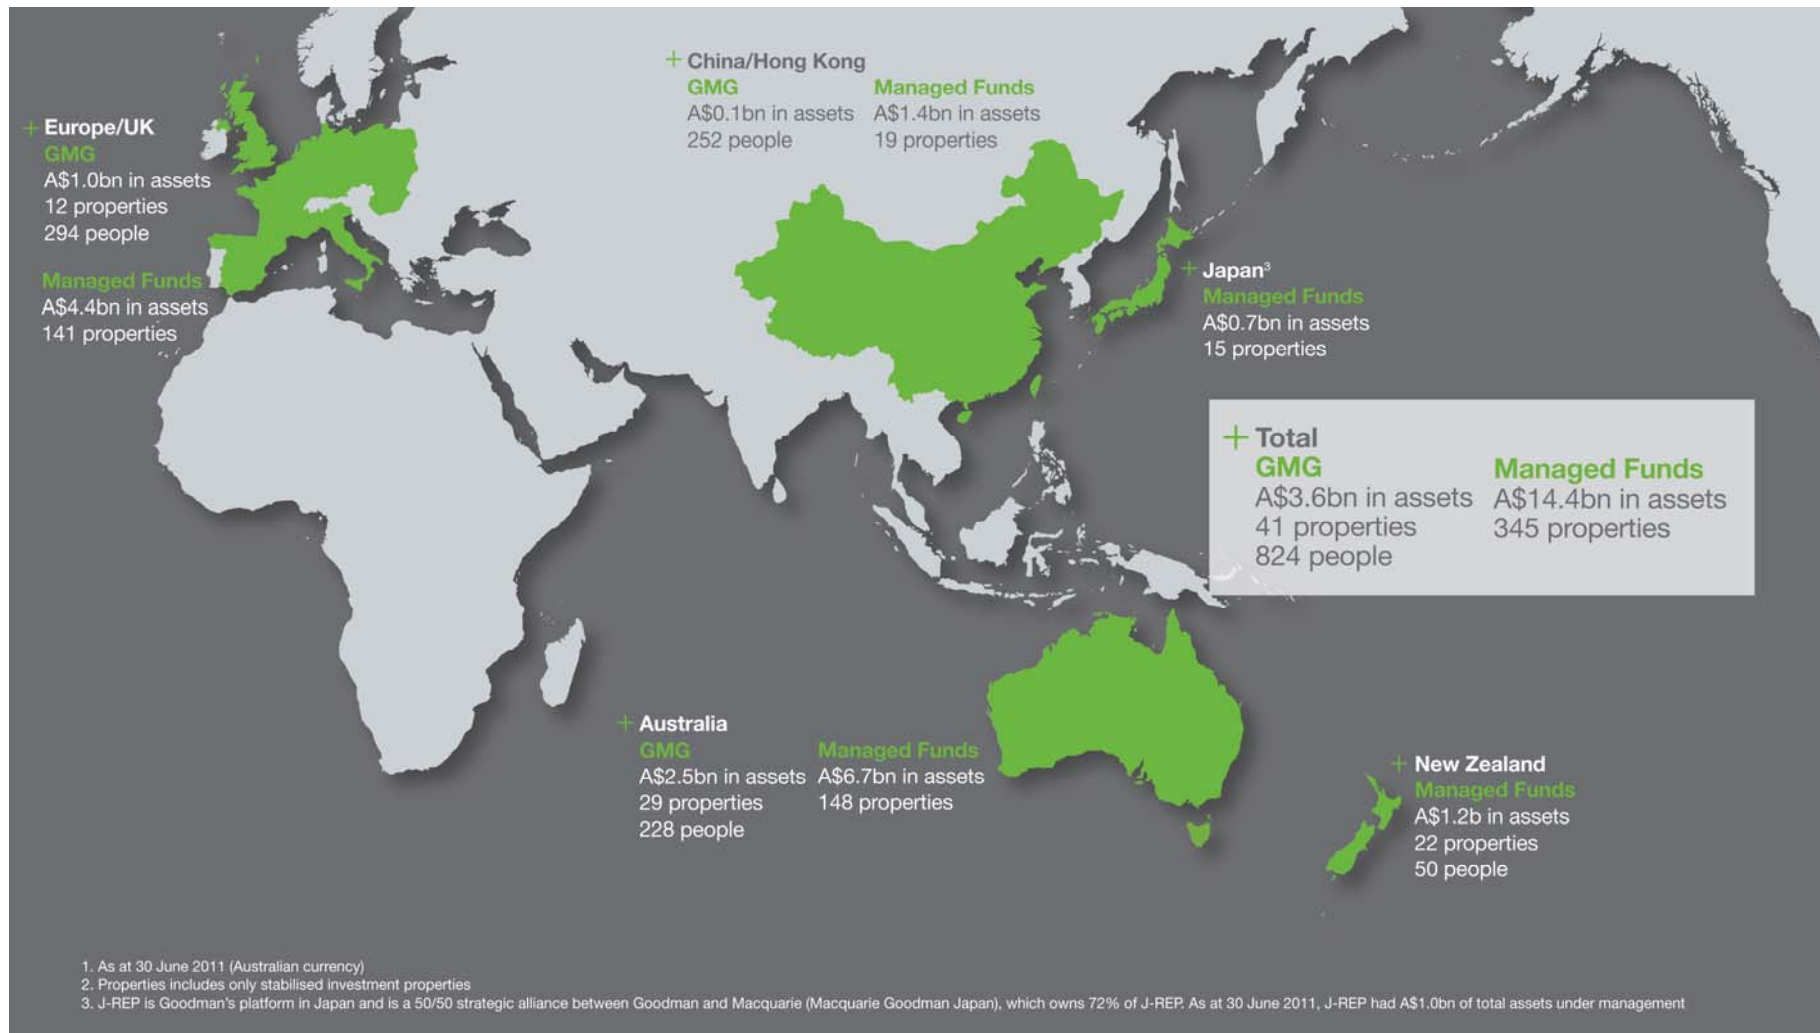 + China/Hong Kong
GMG Managed Funds
A$0.1bn in assets A$1.4bn in assets
252 people 19 properties
+ Europe/UK
GMG
A$1.0bn in assets
12 properties
294 people
Managed Funds
A$4.4bn in assets
141 properties
+ Japan3
Managed Funds
A$0.7bn in assets
15 properties
+ Total
GMG Managed Funds
A$3.6bn in assets A$14.4bn in assets
41 properties 345 properties
824 people
+ Australia
GMG Managed Funds
A$2.5bn in assets A$6.7bn in assets
29 properties 148 properties
228 people
+ New Zealand
Managed Funds
A$1.2b in assets
22 properties
50 people
1. As at 30 June 2011 (Australian currency)
2. Properties includes only stabilised investment properties
3. J-REP is Goodman's platform in Japan and is a 50/50 strategic alliance between Goodman and Macquarie (Macquarie Goodman Japan), which owns 72% of J-REP. As at 30 June 2011, J-REP had A$1.0bn of total assets under management